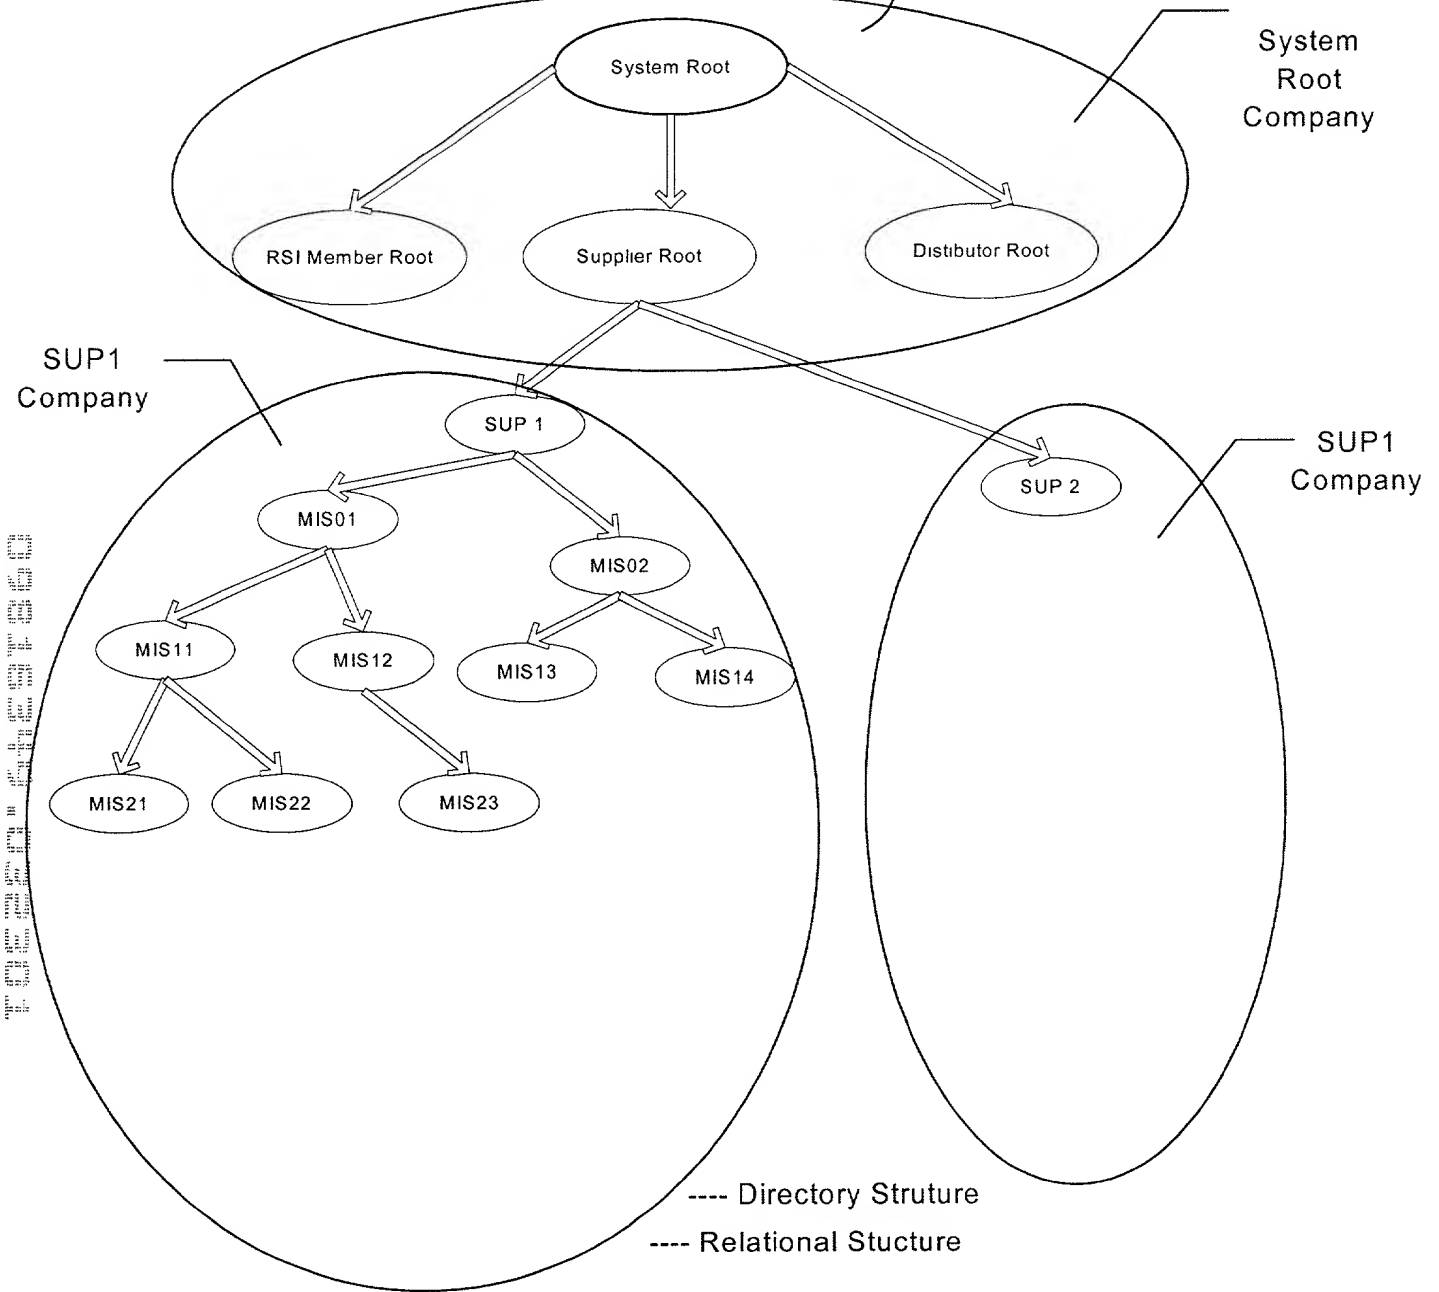 System
Root
Company
System Root
RSI Member Root
Supplier Root
Distibutor Root
SUP1
Company
SUP 1
SUP1
Company
SUP 2
MIS01
MIS02
MIS11
MIS12
MIS13
MIS14
MIS21
MIS22
MIS23
---- Directory Struture
---- Relational Stucture